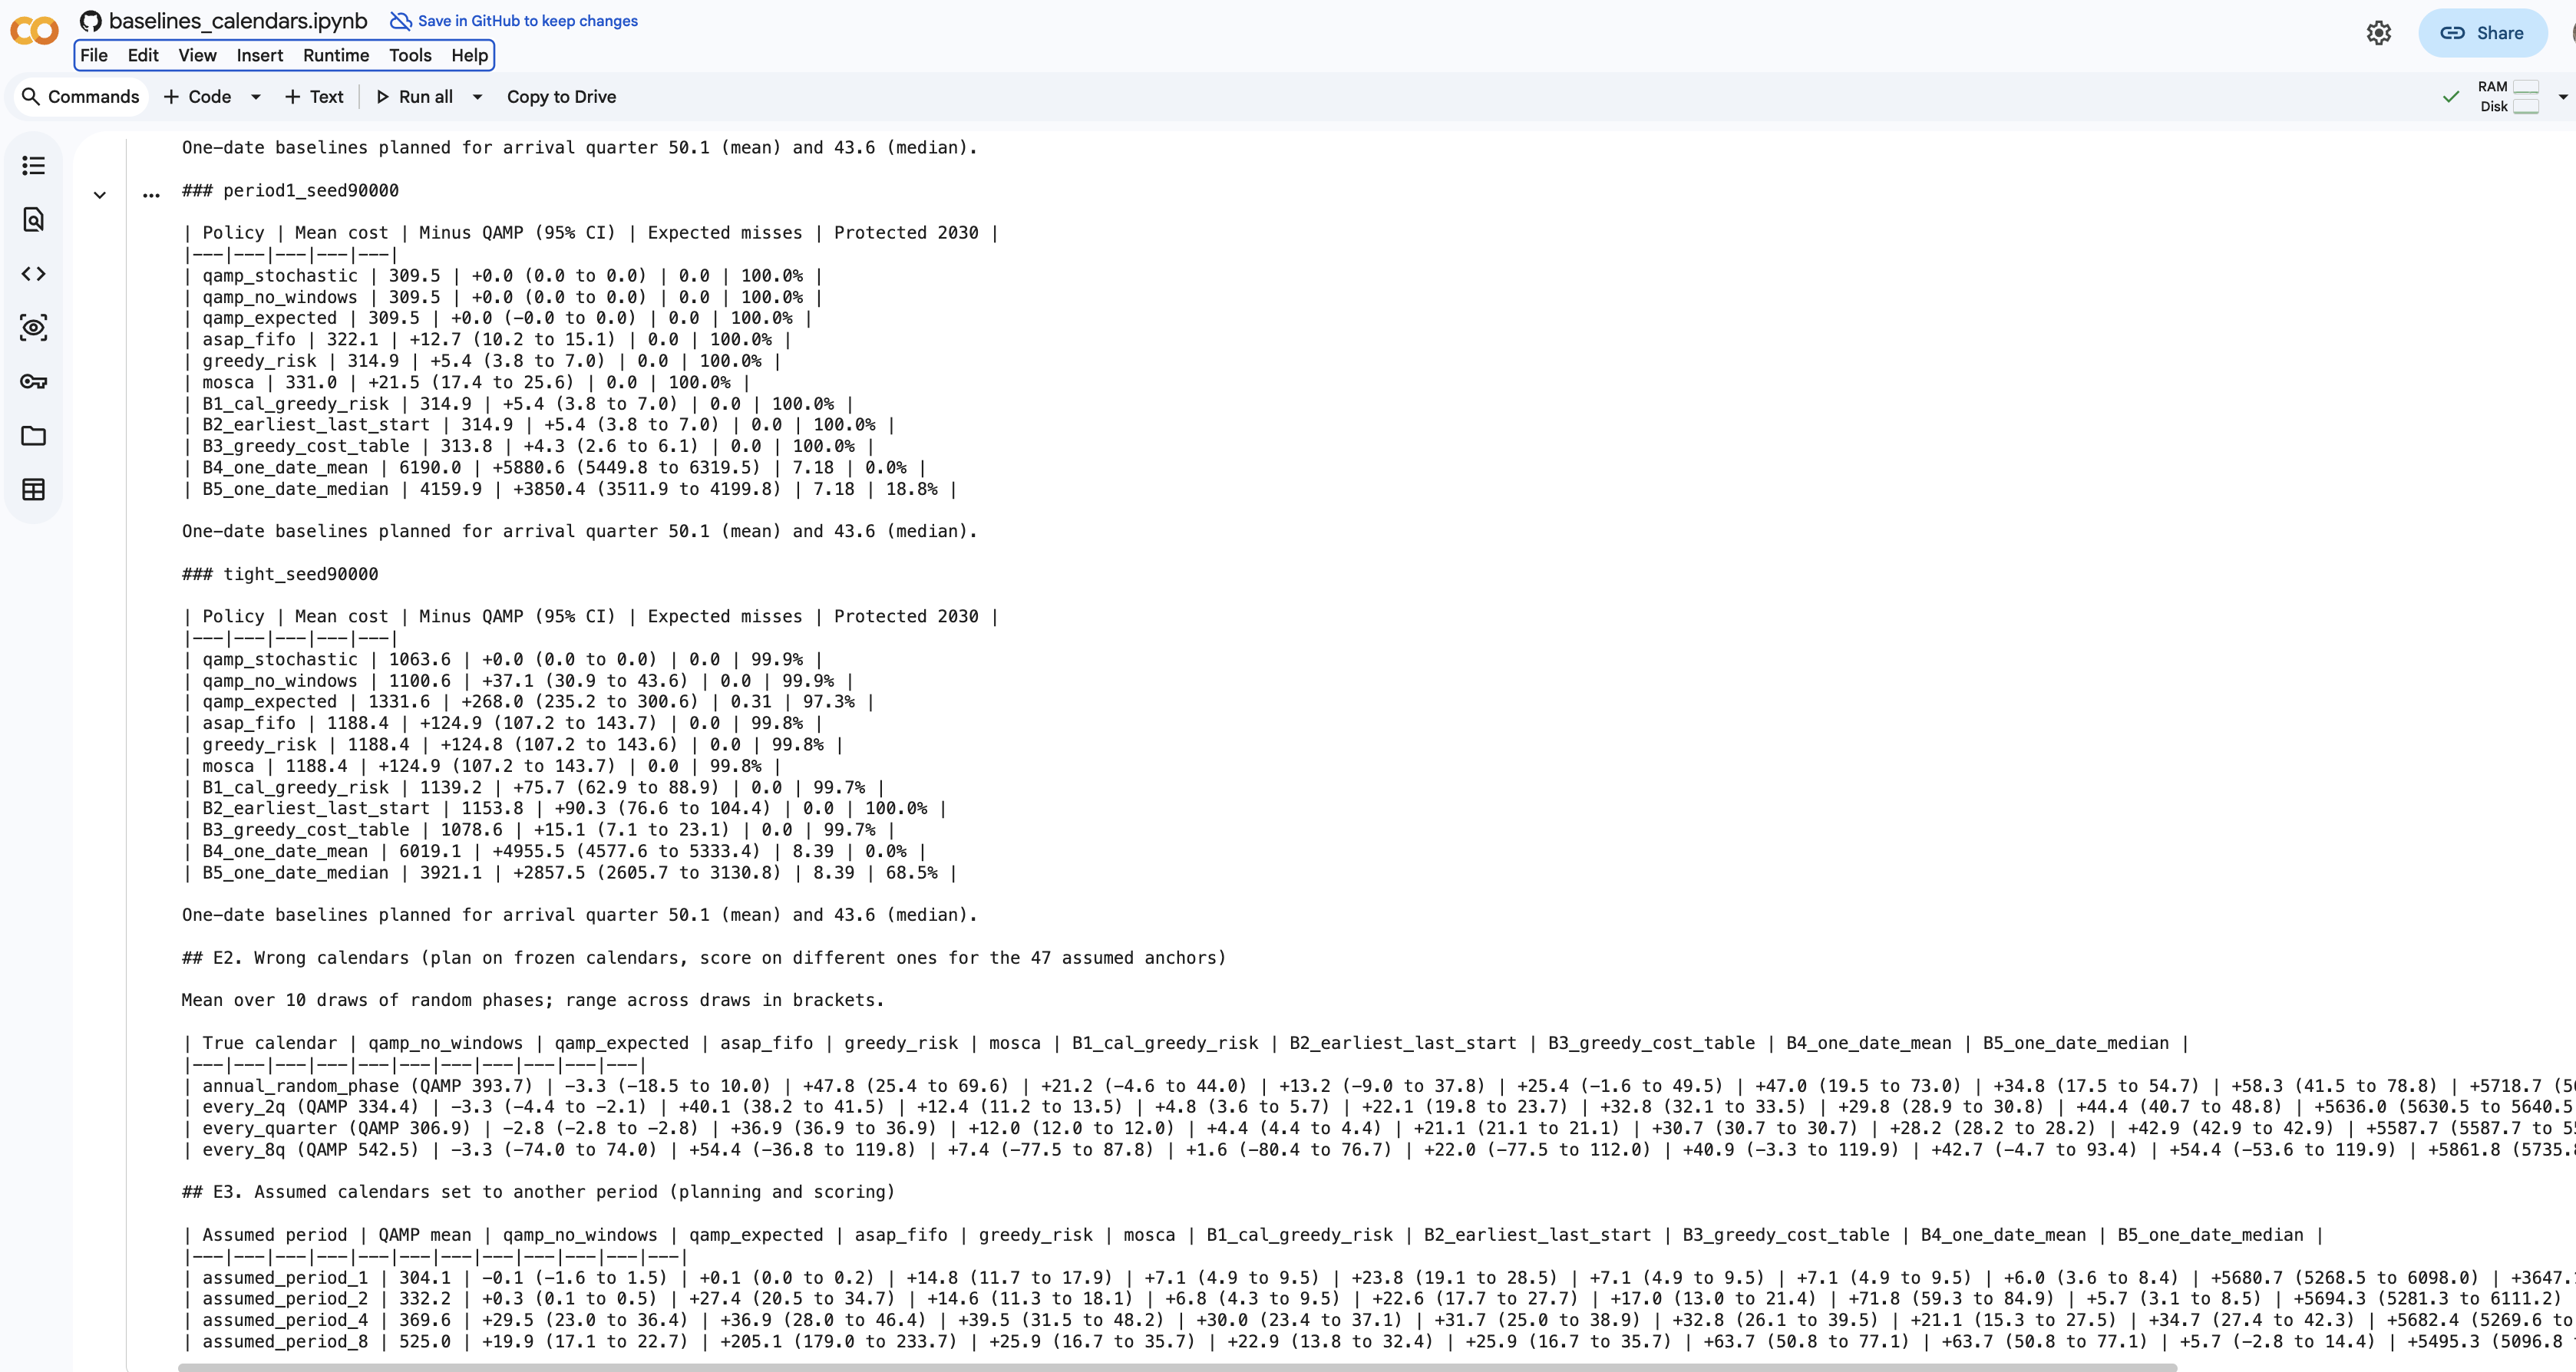 baselines_calendars.ipynb Save in GitHub to keep changes
File Edit View Insert Runtime Tools Help
Share
Commands + Code + Text Run all Copy to Drive
RAM
Disk
One-date baselines planned for arrival quarter 50.1 (mean) and 43.6 (median).
### period1_seed90000
| Policy | Mean cost | Minus QAMP (95% CI) | Expected misses | Protected 2030 |
|---|---|---|---|---|
| qamp_stochastic | 309.5 | +0.0 (0.0 to 0.0) | 0.0 | 100.0% |
| qamp_no_windows | 309.5 | +0.0 (0.0 to 0.0) | 0.0 | 100.0% |
| qamp_expected | 309.5 | +0.0 (−0.0 to 0.0) | 0.0 | 100.0% |
| asap_fifo | 322.1 | +12.7 (10.2 to 15.1) | 0.0 | 100.0% |
| greedy_risk | 314.9 | +5.4 (3.8 to 7.0) | 0.0 | 100.0% |
| mosca | 331.0 | +21.5 (17.4 to 25.6) | 0.0 | 100.0% |
| B1_cal_greedy_risk | 314.9 | +5.4 (3.8 to 7.0) | 0.0 | 100.0% |
| B2_earliest_last_start | 314.9 | +5.4 (3.8 to 7.0) | 0.0 | 100.0% |
| B3_greedy_cost_table | 313.8 | +4.3 (2.6 to 6.1) | 0.0 | 100.0% |
| B4_one_date_mean | 6190.0 | +5880.6 (5449.8 to 6319.5) | 7.18 | 0.0% |
| B5_one_date_median | 4159.9 | +3850.4 (3511.9 to 4199.8) | 7.18 | 18.8% |
One-date baselines planned for arrival quarter 50.1 (mean) and 43.6 (median).
### tight_seed90000
| Policy | Mean cost | Minus QAMP (95% CI) | Expected misses | Protected 2030 |
|---|---|---|---|---|
| qamp_stochastic | 1063.6 | +0.0 (0.0 to 0.0) | 0.0 | 99.9% |
| qamp_no_windows | 1100.6 | +37.1 (30.9 to 43.6) | 0.0 | 99.9% |
| qamp_expected | 1331.6 | +268.0 (235.2 to 300.6) | 0.31 | 97.3% |
| asap_fifo | 1188.4 | +124.9 (107.2 to 143.7) | 0.0 | 99.8% |
| greedy_risk | 1188.4 | +124.8 (107.2 to 143.6) | 0.0 | 99.8% |
| mosca | 1188.4 | +124.9 (107.2 to 143.7) | 0.0 | 99.8% |
| B1_cal_greedy_risk | 1139.2 | +75.7 (62.9 to 88.9) | 0.0 | 99.7% |
| B2_earliest_last_start | 1153.8 | +90.3 (76.6 to 104.4) | 0.0 | 100.0% |
| B3_greedy_cost_table | 1078.6 | +15.1 (7.1 to 23.1) | 0.0 | 99.7% |
| B4_one_date_mean | 6019.1 | +4955.5 (4577.6 to 5333.4) | 8.39 | 0.0% |
| B5_one_date_median | 3921.1 | +2857.5 (2605.7 to 3130.8) | 8.39 | 68.5% |
One-date baselines planned for arrival quarter 50.1 (mean) and 43.6 (median).
## E2. Wrong calendars (plan on frozen calendars, score on different ones for the 47 assumed anchors)
Mean over 10 draws of random phases; range across draws in brackets.
| True calendar | qamp_no_windows | qamp_expected | asap_fifo | greedy_risk | mosca | B1_cal_greedy_risk | B2_earliest_last_start | B3_greedy_cost_table | B4_one_date_mean | B5_one_date_median |
|---|---|---|---|---|---|---|---|---|---|---|
| annual_random_phase (QAMP 393.7) | −3.3 (−18.5 to 10.0) | +47.8 (25.4 to 69.6) | +21.2 (−4.6 to 44.0) | +13.2 (−9.0 to 37.8) | +25.4 (−1.6 to 49.5) | +47.0 (19.5 to 73.0) | +34.8 (17.5 to 54.7) | +58.3 (41.5 to 78.8) | +5718.7
| every_2q (QAMP 334.4) | −3.3 (−4.4 to −2.1) | +40.1 (38.2 to 41.5) | +12.4 (11.2 to 13.5) | +4.8 (3.6 to 5.7) | +22.1 (19.8 to 23.7) | +32.8 (32.1 to 33.5) | +29.8 (28.9 to 30.8) | +44.4 (40.7 to 48.8) | +5636.0 (5630.5 to 5640.5
| every_quarter (QAMP 306.9) | −2.8 (−2.8 to −2.8) | +36.9 (36.9 to 36.9) | +12.0 (12.0 to 12.0) | +4.4 (4.4 to 4.4) | +21.1 (21.1 to 21.1) | +30.7 (30.7 to 30.7) | +28.2 (28.2 to 28.2) | +42.9 (42.9 to 42.9) | +5587.7 (5587.7 to
| every_8q (QAMP 542.5) | −3.3 (−74.0 to 74.0) | +54.4 (−36.8 to 119.8) | +7.4 (−77.5 to 87.8) | +1.6 (−80.4 to 76.7) | +22.0 (−77.5 to 112.0) | +40.9 (−3.3 to 119.9) | +42.7 (−4.7 to 93.4) | +54.4 (−53.6 to 119.9) | +5861.8
## E3. Assumed calendars set to another period (planning and scoring)
| Assumed period | QAMP mean | qamp_no_windows | qamp_expected | asap_fifo | greedy_risk | mosca | B1_cal_greedy_risk | B2_earliest_last_start | B3_greedy_cost_table | B4_one_date_mean | B5_one_date_median |
|---|---|---|---|---|---|---|---|---|---|---|---|
| assumed_period_1 | 304.1 | −0.1 (−1.6 to 1.5) | +0.1 (0.0 to 0.2) | +14.8 (11.7 to 17.9) | +7.1 (4.9 to 9.5) | +23.8 (19.1 to 28.5) | +7.1 (4.9 to 9.5) | +7.1 (4.9 to 9.5) | +6.0 (3.6 to 8.4) | +5680.7 (5268.5 to 6098.0) |
| assumed_period_2 | 332.2 | +0.3 (0.1 to 0.5) | +27.4 (20.5 to 34.7) | +14.6 (11.3 to 18.1) | +6.8 (4.3 to 9.5) | +22.6 (17.7 to 27.7) | +17.0 (13.0 to 21.4) | +71.8 (59.3 to 84.9) | +5.7 (3.1 to 8.5) | +5694.3 (5281.3 to 6111.2) |
| assumed_period_4 | 369.6 | +29.5 (23.0 to 36.4) | +36.9 (28.0 to 46.4) | +39.5 (31.5 to 48.2) | +30.0 (23.4 to 37.1) | +31.7 (25.0 to 38.9) | +32.8 (26.1 to 39.5) | +21.1 (15.3 to 27.5) | +34.7 (27.4 to 42.3) | +5682.4 (5269.6 to
| assumed_period_8 | 525.0 | +19.9 (17.1 to 22.7) | +205.1 (179.0 to 233.7) | +25.9 (16.7 to 35.7) | +22.9 (13.8 to 32.4) | +25.9 (16.7 to 35.7) | +63.7 (50.8 to 77.1) | +63.7 (50.8 to 77.1) | +5.7 (−2.8 to 14.4) | +5495.3 (5096.8